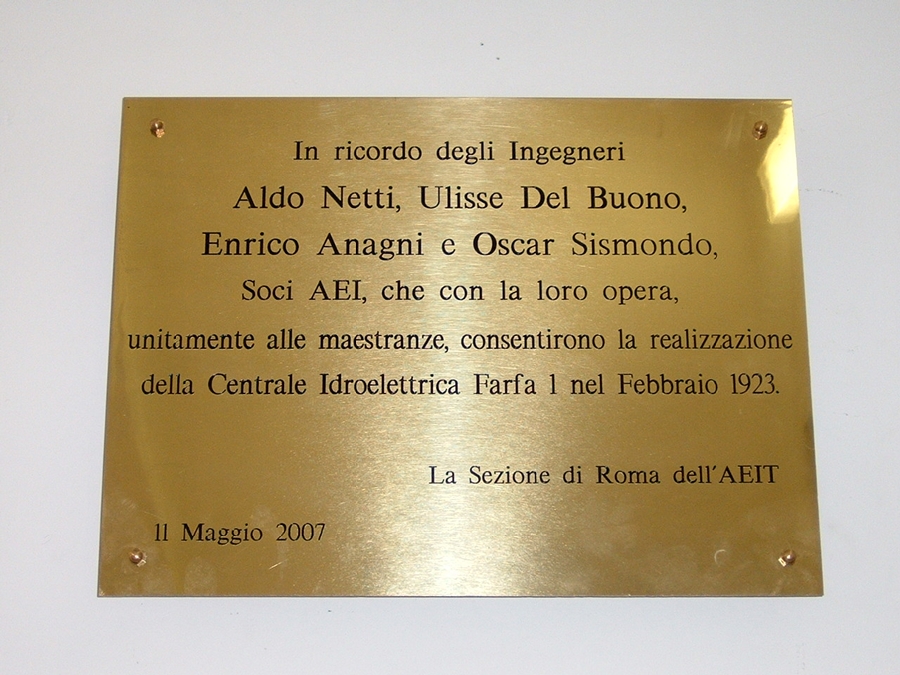 In ricordo degli Ingegneri
Aldo Netti, Ulisse Del Buono,
Enrico Anagni e Oscar Sismondo,
Soci AEI, che con la loro opera,
unitamente alle maestranze, consentirono la realizzazione
della Centrale Idroelettrica Farfa 1 nel Febbraio 1923.
La Sezione di Roma dell'AEIT
11 Maggio 2007